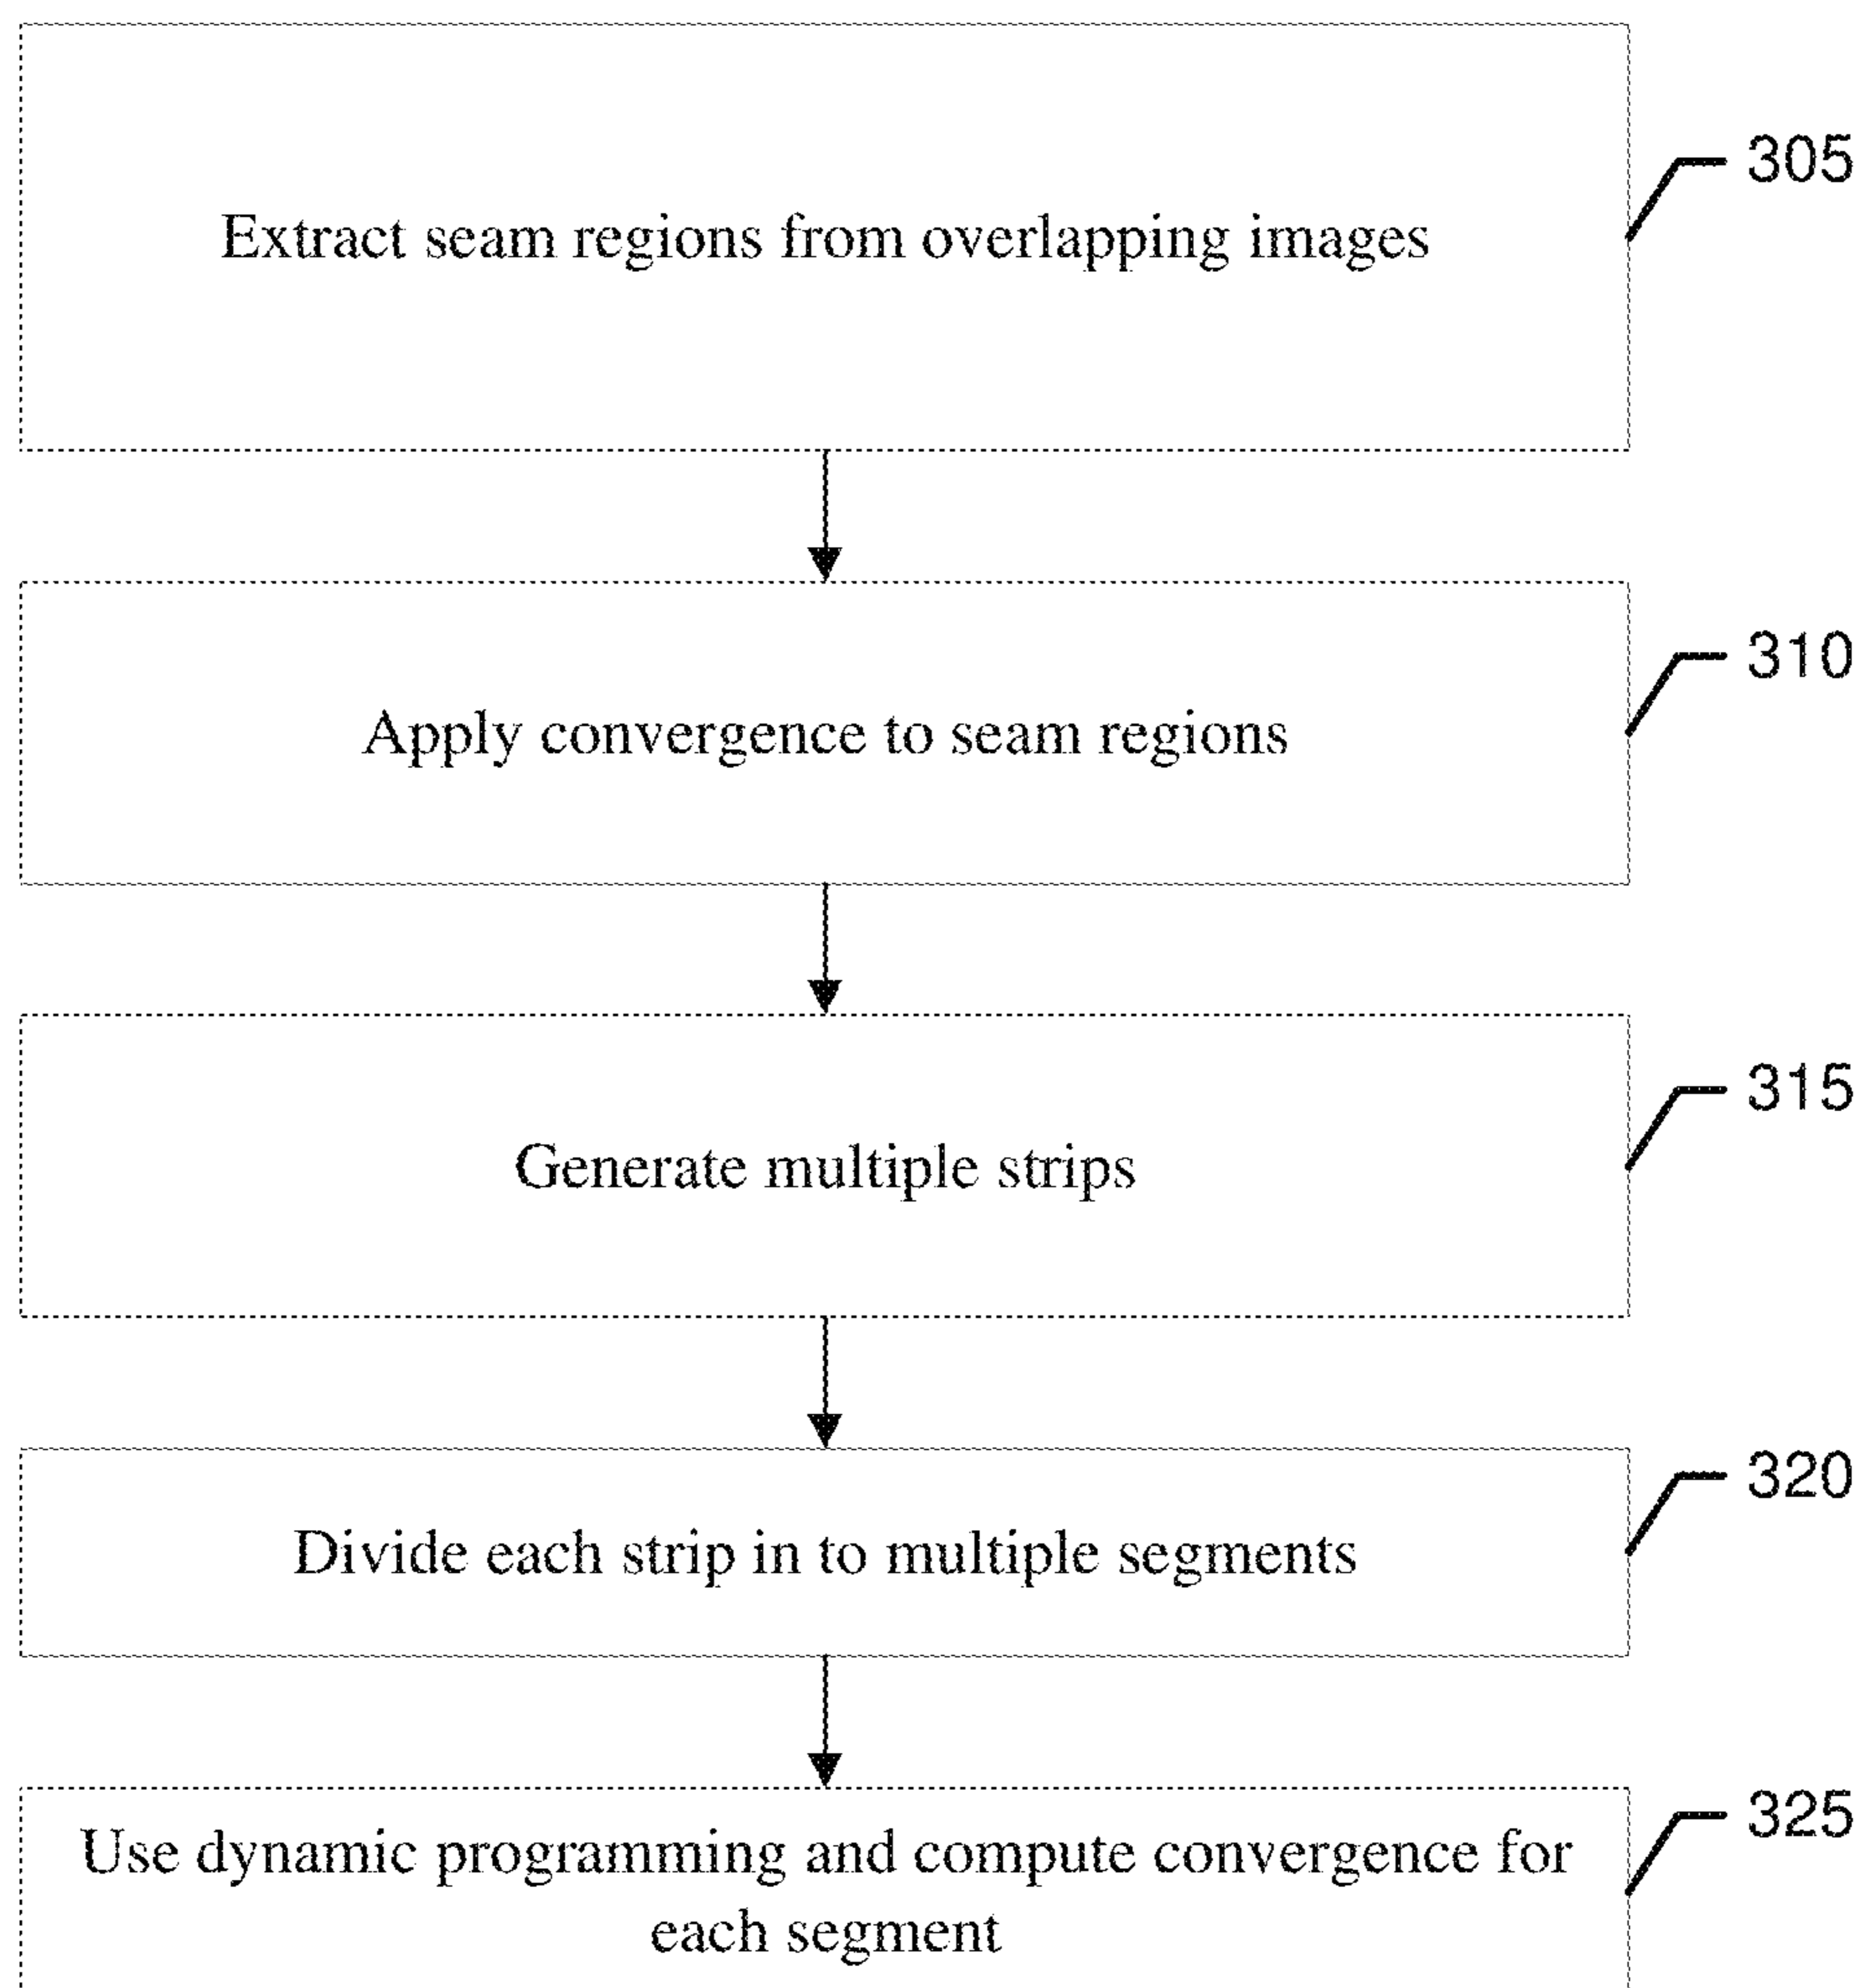 305
Extract seam regions from overlapping images
310
Apply convergence to seam regions
315
Generate multiple strips
320
Divide each strip in to multiple segments
325
Use dynamic programming and compute convergence for
each segment